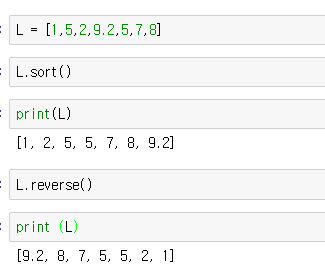 L = [1,5,2,9.2,5,7,8]
L.sort()
print(L)
[1, 2, 5, 5, 7, 8, 9.2]
L.reverse()
print (L)
[9.2, 8, 7, 5, 5, 2, 1]